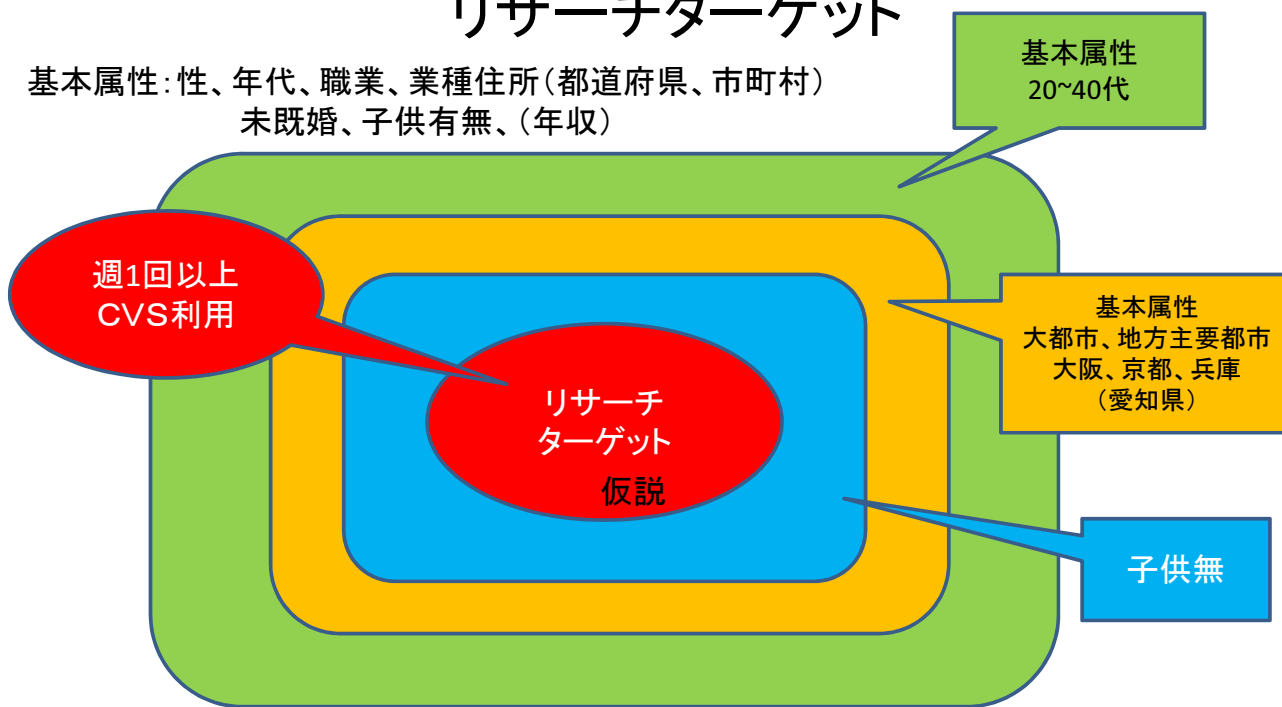 リサーチターゲット
基本属性：性、年代、職業、業種住所（都道府県、市町村）
未既婚、子供有無、（年収）
基本属性
20~40代
週1回以上
CVS利用
基本属性
大都市、地方主要都市
大阪、京都、兵庫
（愛知県）
リサーチ
ターゲット
仮説
子供無